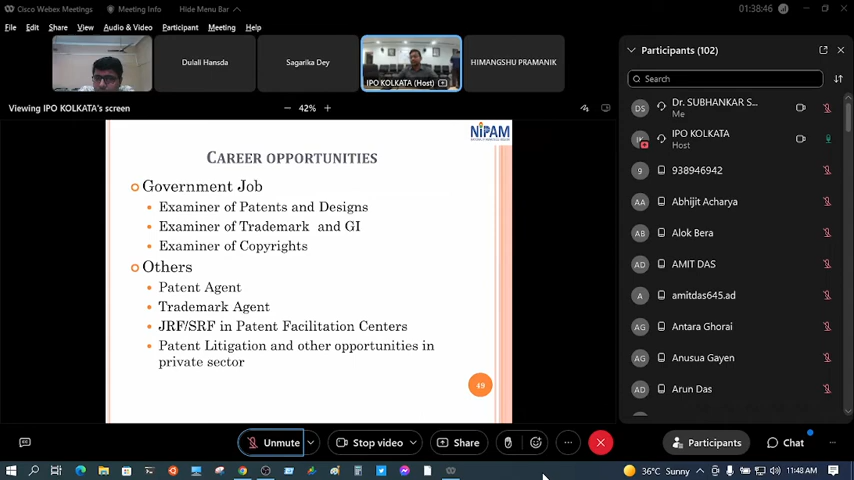 Cisco Webex Meetings
Meeting Info
Hide Menu Bar
01:38:46
File Edit Share View Audio & Video Participant Meeting Help
Dulali Hansda
Sagarika Dey
IPO KOLKATA (Host)
HIMANGSHU PRAMANIK
Viewing IPO KOLKATA's screen
42%
NIPAM
CAREER OPPORTUNITIES
Government Job
Examiner of Patents and Designs
Examiner of Trademark and GI
Examiner of Copyrights
Others
Patent Agent
Trademark Agent
JRF/SRF in Patent Facilitation Centers
Patent Litigation and other opportunities in
private sector
49
Participants (102)
Search
DS Dr. SUBHANKAR S...
Me
IPO KOLKATA
Host
9 938946942
AA Abhijit Acharya
AB Alok Bera
AD AMIT DAS
A amitdas645.ad
AG Antara Ghorai
AG Anusua Gayen
AD Arun Das
Unmute
Stop video
Share
Participants
Chat
36°C Sunny
11:48 AM